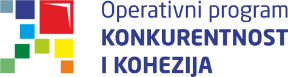 Operativni program
KONKURENTNOST
I KOHEZIJA